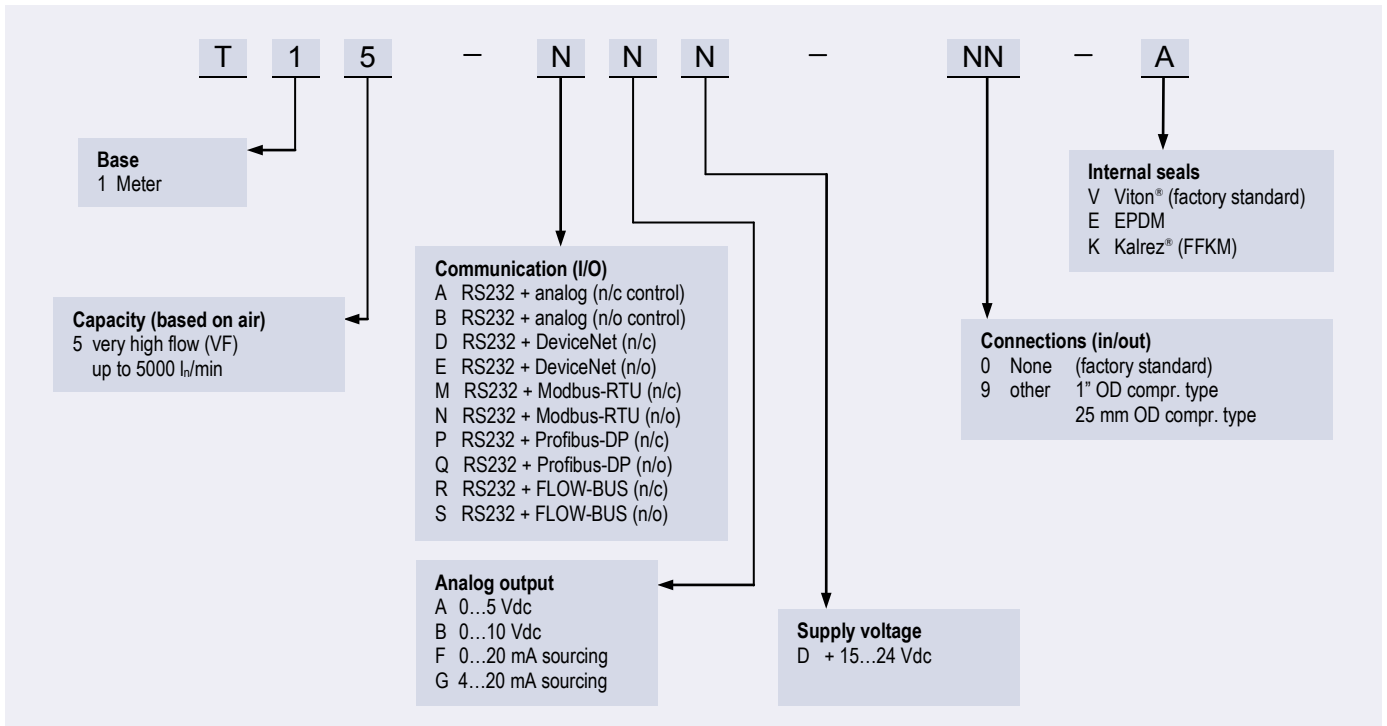 T 1 5 – N N N – NN – A
Base
1 Meter
Capacity (based on air)
5 very high flow (VF)
up to 5000 lₙ/min
Communication (I/O)
A RS232 + analog (n/c control)
B RS232 + analog (n/o control)
D RS232 + DeviceNet (n/c)
E RS232 + DeviceNet (n/o)
M RS232 + Modbus-RTU (n/c)
N RS232 + Modbus-RTU (n/o)
P RS232 + Profibus-DP (n/c)
Q RS232 + Profibus-DP (n/o)
R RS232 + FLOW-BUS (n/c)
S RS232 + FLOW-BUS (n/o)
Analog output
A 0…5 Vdc
B 0…10 Vdc
F 0…20 mA sourcing
G 4…20 mA sourcing
Supply voltage
D + 15…24 Vdc
Connections (in/out)
0 None (factory standard)
9 other 1” OD compr. type
25 mm OD compr. type
Internal seals
V Viton® (factory standard)
E EPDM
K Kalrez® (FFKM)